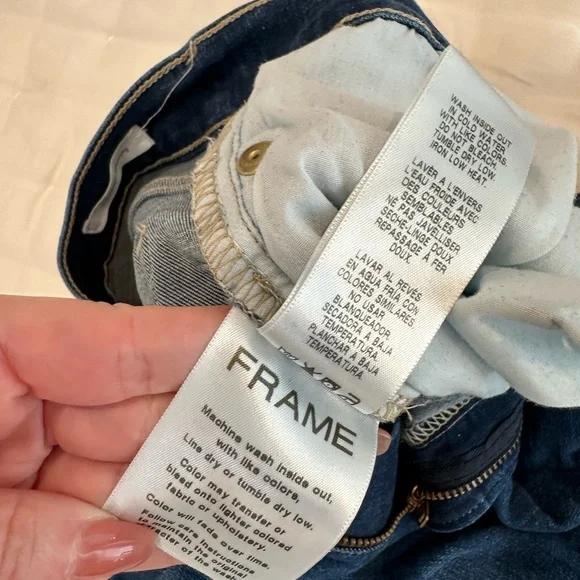 WASH INSIDE OUT
IN COLD WATER
WITH LIKE COLORS.
DO NOT BLEACH.
TUMBLE DRY LOW.
IRON LOW HEAT.
LAVER À L'ENVERS
L'EAU FROIDE AVEC
DES COULEURS
SEMBLABLES
NE PAS JAVELLISER
SÈCHE-LINGE DOUX.
REPASSAGE À FER
DOUX.
LAVAR AL REVÉS
EN AGUA FRIA CON
COLORES SIMILARES.
NO USAR
BLANQUEADOR.
SECADORA A BAJA
TEMPERATURA.
PLANCHAR A BAJA
TEMPERATURA.
FRAME
Machine wash inside out,
with like colors.
Line dry or tumble dry low.
Color may transfer or
bleed onto lighter colored
fabric or upholstery.
Color will fade over time.
Follow care instructions
to maintain the
original color
the wash